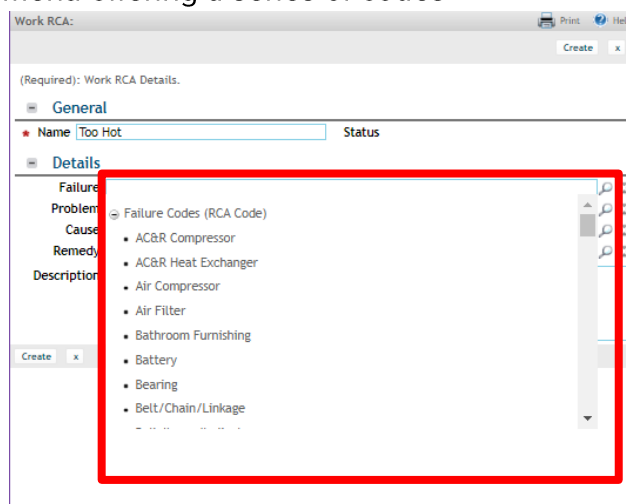 Work RCA: Print Hel
Create x
(Required): Work RCA Details.
General
* Name Too Hot Status
Details
Failure
Problem
Cause
Remedy
Description
Failure Codes (RCA Code)
• AC&R Compressor
• AC&R Heat Exchanger
• Air Compressor
• Air Filter
• Bathroom Furnishing
• Battery
• Bearing
• Belt/Chain/Linkage
Create x